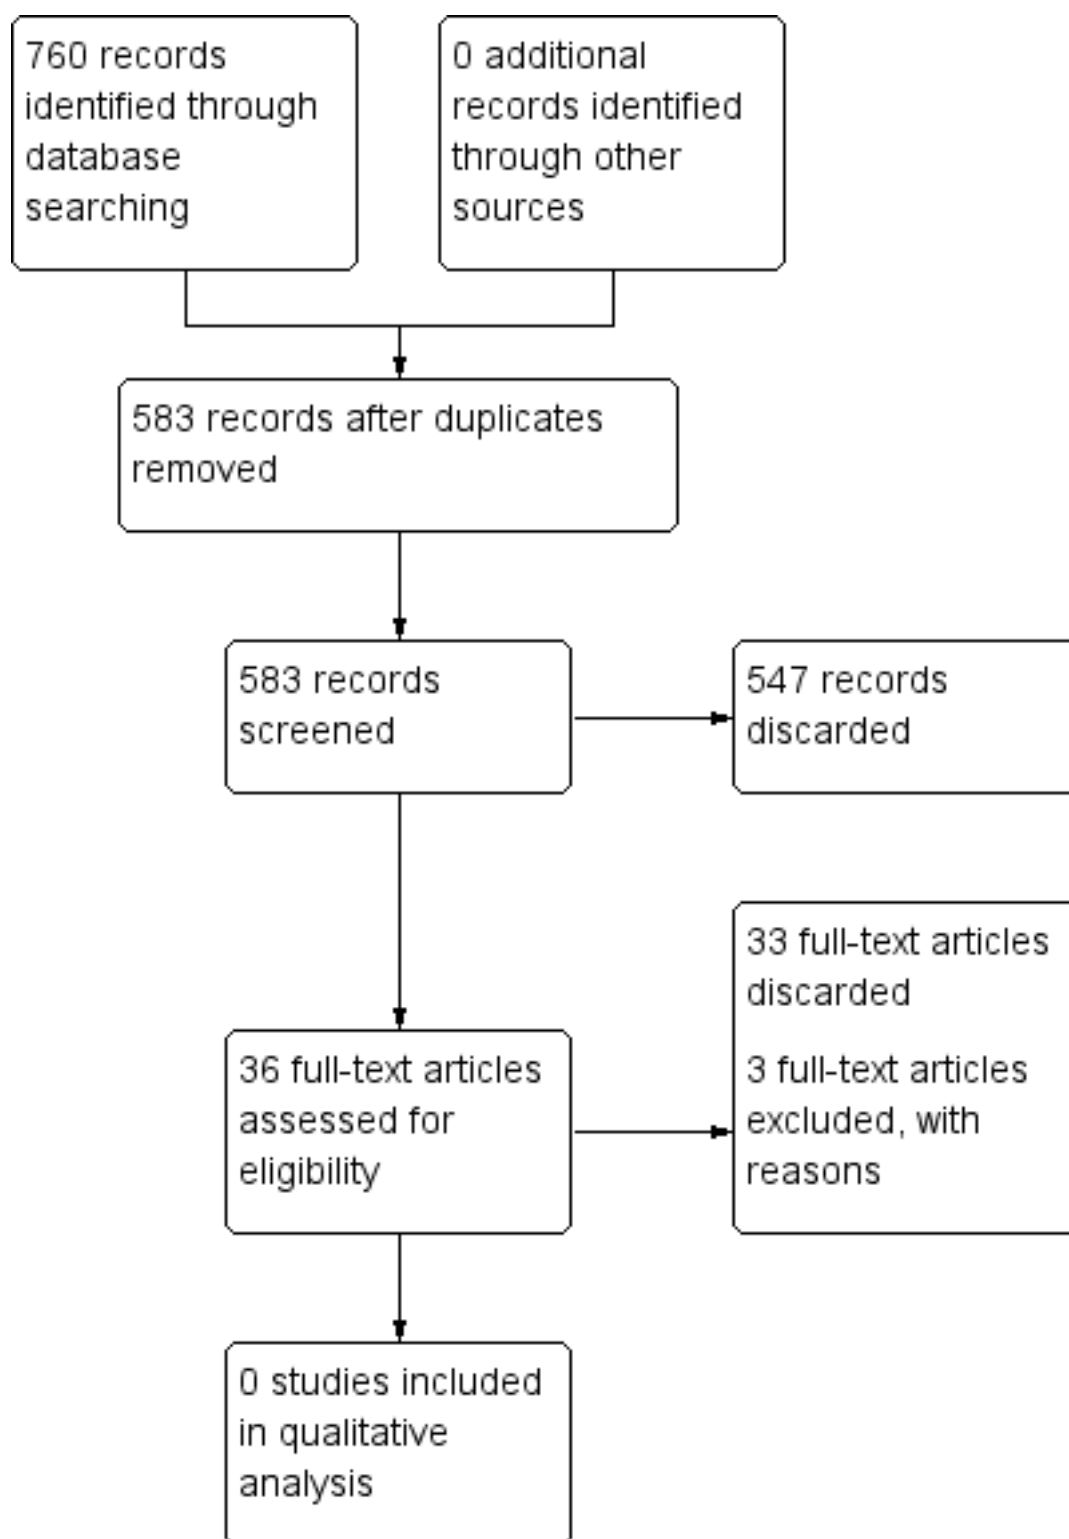 760 records
identified through
database
searching
0 additional
records identified
through other
sources
583 records after duplicates
removed
583 records
screened
547 records
discarded
36 full-text articles
assessed for
eligibility
33 full-text articles
discarded
3 full-text articles
excluded, with
reasons
0 studies included
in qualitative
analysis